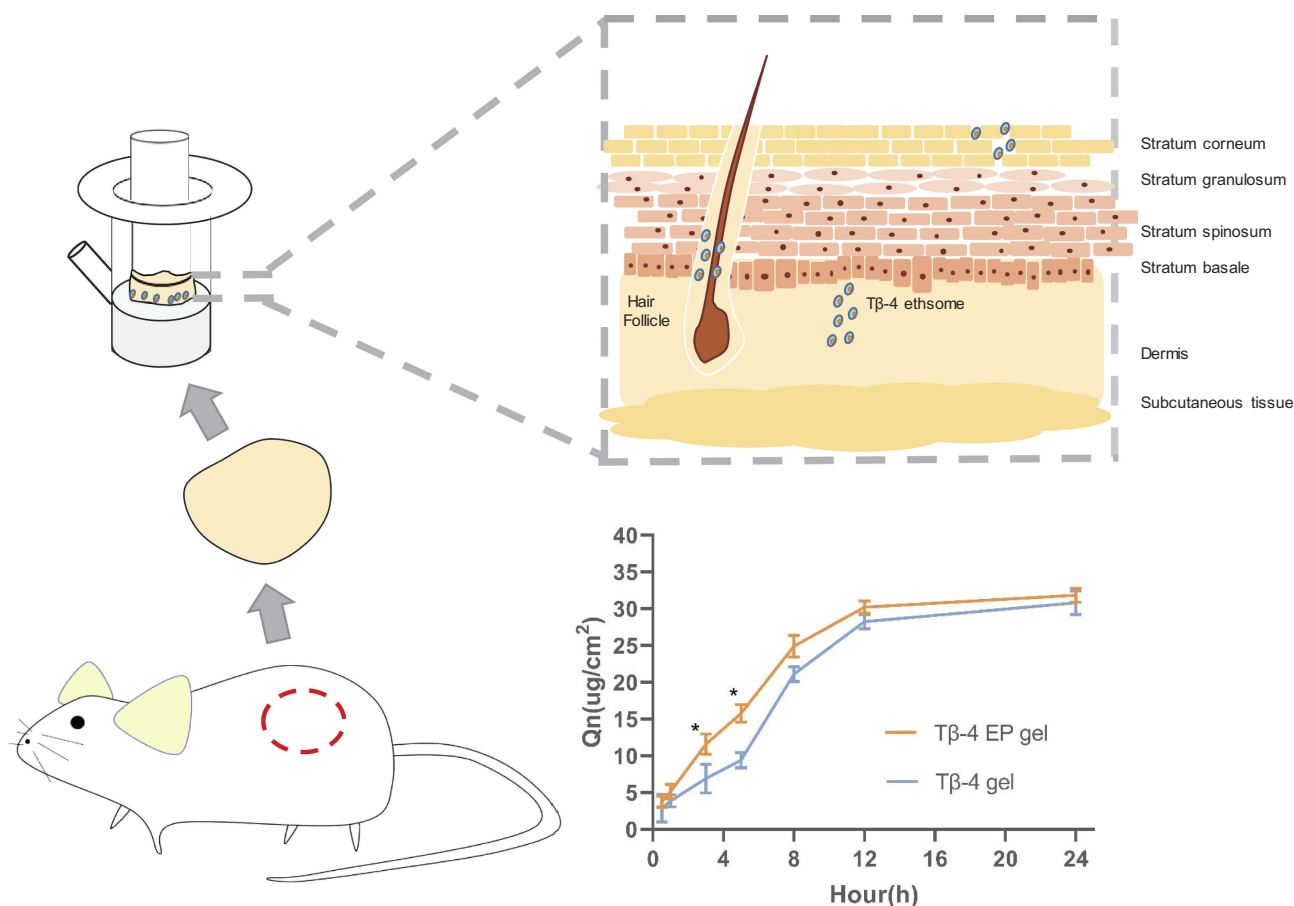 Stratum corneum
Stratum granulosum
Stratum spinosum
Stratum basale
Hair
Follicle
Tβ-4 ethsome
Dermis
Subcutaneous tissue
40
35
30
25
20
15
10
5
0
Qn(ug/cm²)
*
*
Tβ-4 EP gel
Tβ-4 gel
0 4 8 12 16 20 24
Hour(h)